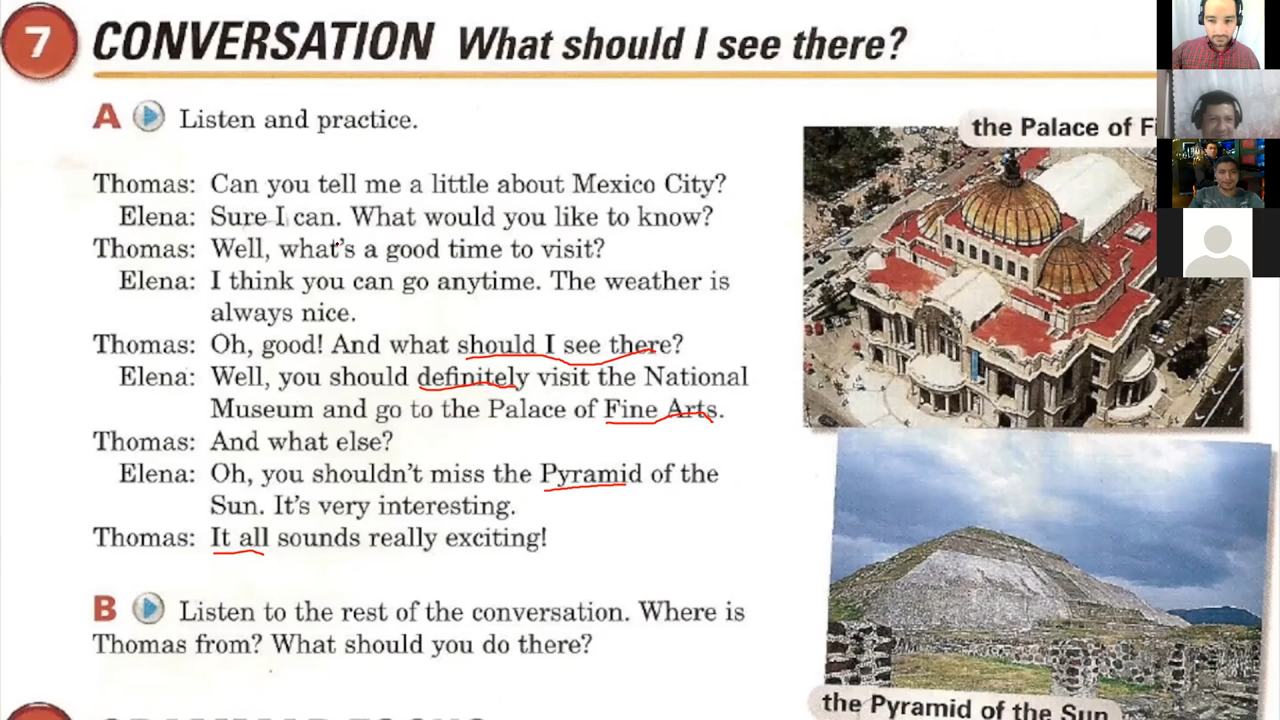 7 CONVERSATION What should I see there?
A Listen and practice.
the Palace of
Thomas: Can you tell me a little about Mexico City?
Elena: Sure I can. What would you like to know?
Thomas: Well, what's a good time to visit?
Elena: I think you can go anytime. The weather is
always nice.
Thomas: Oh, good! And what should I see there?
Elena: Well, you should definitely visit the National
Museum and go to the Palace of Fine Arts.
Thomas: And what else?
Elena: Oh, you shouldn't miss the Pyramid of the
Sun. It's very interesting.
Thomas: It all sounds really exciting!
B Listen to the rest of the conversation. Where is
Thomas from? What should you do there?
the Pyramid of the Sun